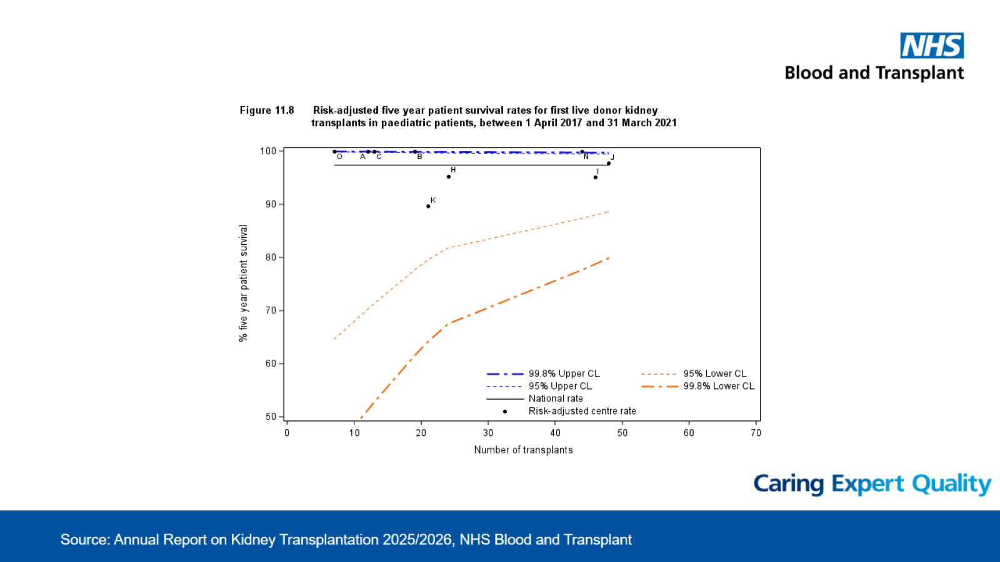 NHS
Blood and Transplant
Figure 11.8 Risk-adjusted five year patient survival rates for first live donor kidney
transplants in paediatric patients, between 1 April 2017 and 31 March 2021
% five year patient survival
100
90
80
70
60
50
O
A
C
B
N
J
H
I
K
99.8% Upper CL
95% Lower CL
95% Upper CL
99.8% Lower CL
National rate
Risk-adjusted centre rate
0 10 20 30 40 50 60 70
Number of transplants
Caring Expert Quality
Source: Annual Report on Kidney Transplantation 2025/2026, NHS Blood and Transplant